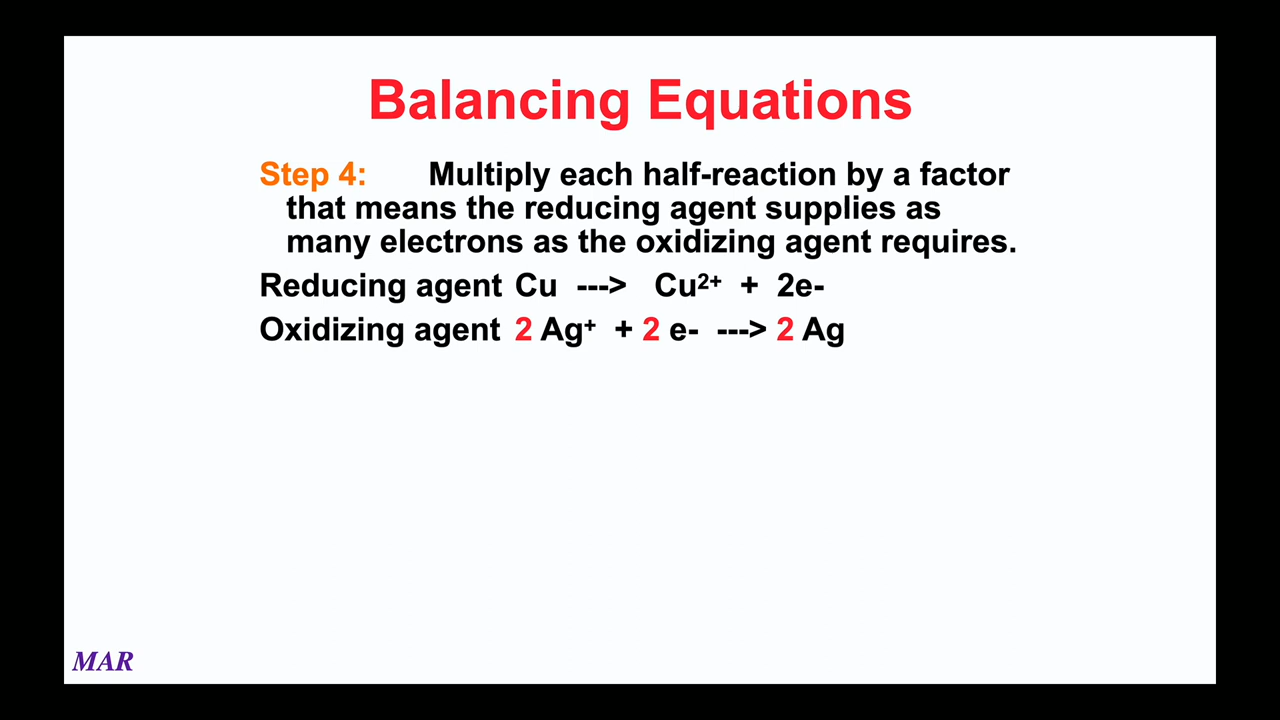 Balancing Equations
Step 4: Multiply each half-reaction by a factor
that means the reducing agent supplies as
many electrons as the oxidizing agent requires.
Reducing agent Cu ---> Cu²⁺ + 2e-
Oxidizing agent 2 Ag⁺ + 2 e- ---> 2 Ag
MAR